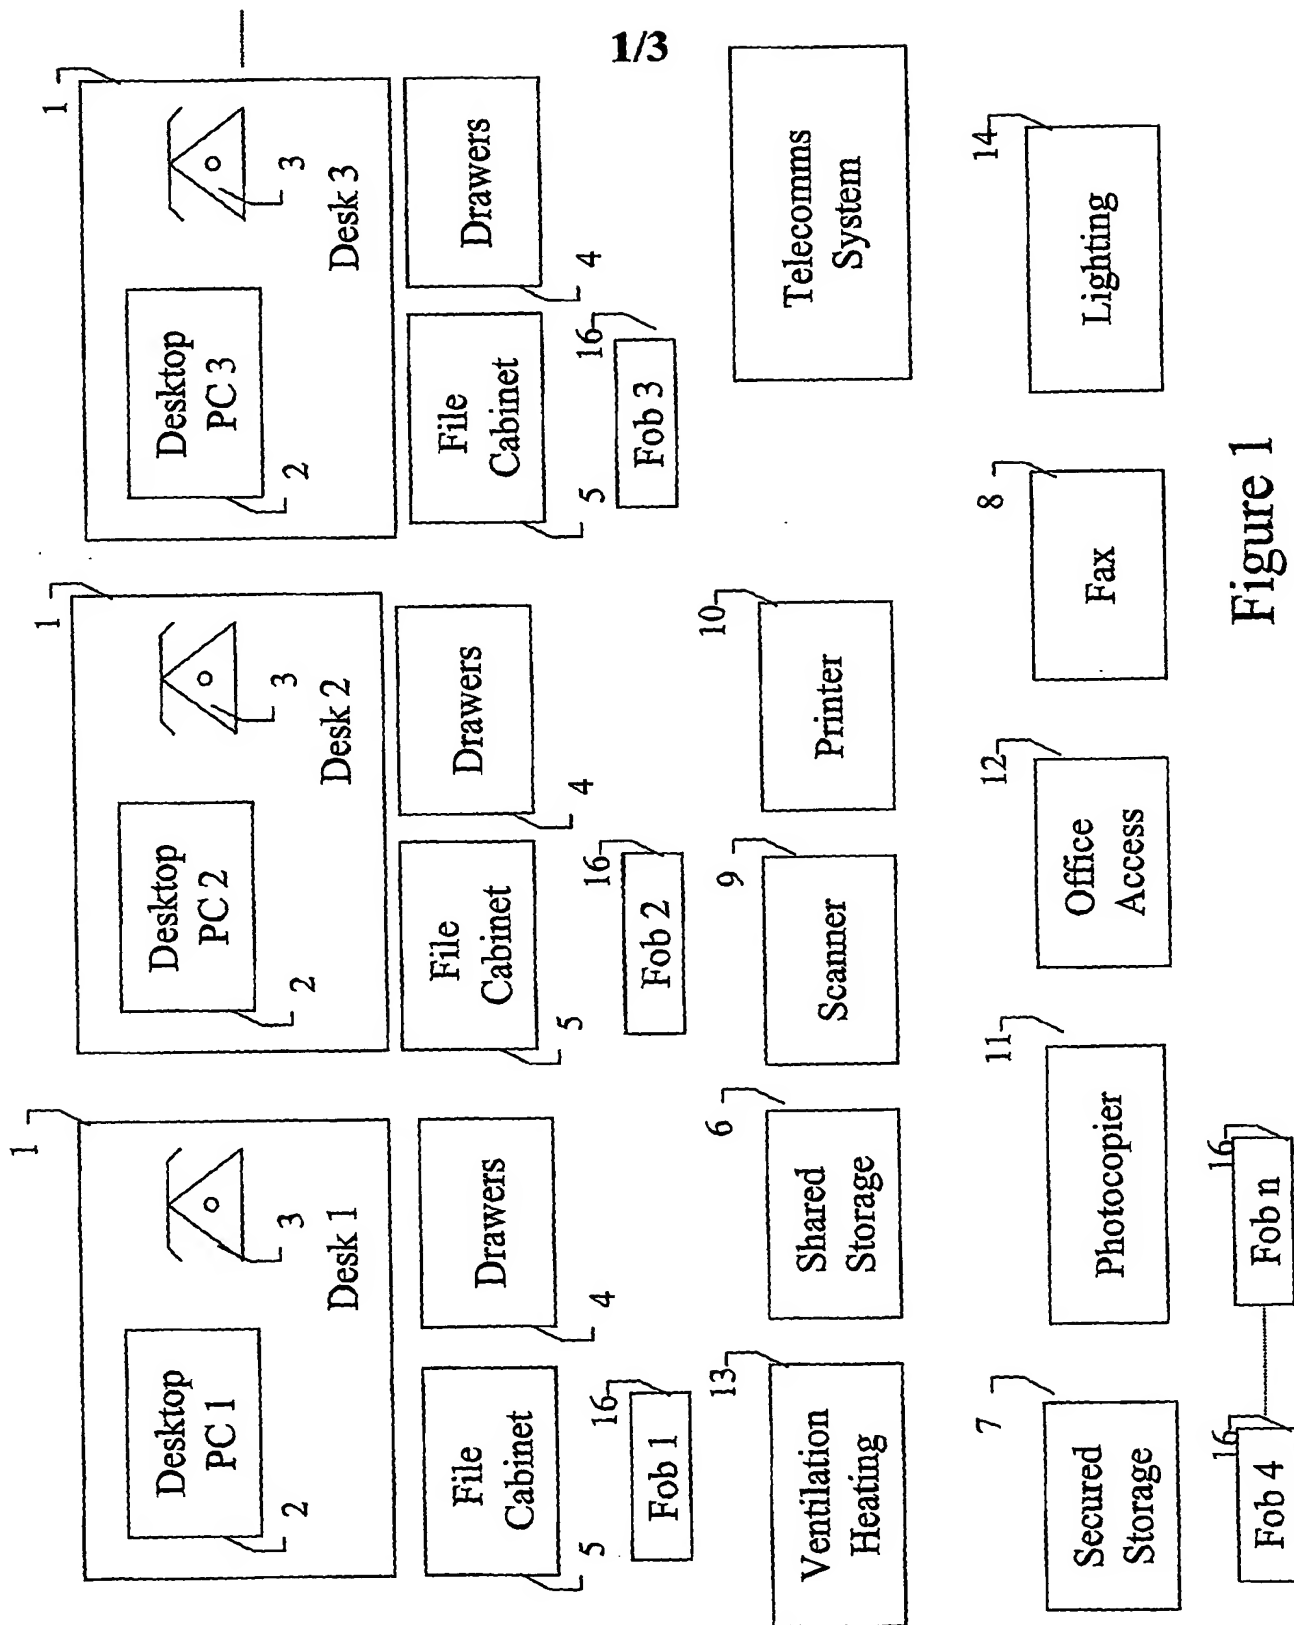 1/3
1
Desktop
PC 1
2
3
Desk 1
File
Cabinet
5
Drawers
4
16
Fob 1
1
Desktop
PC 2
2
3
Desk 2
File
Cabinet
5
Drawers
4
16
Fob 2
1
Desktop
PC 3
2
3
Desk 3
File
Cabinet
5
Drawers
4
16
Fob 3
13
Ventilation
Heating
6
Shared
Storage
9
Scanner
10
Printer
Telecomms
System
7
Secured
Storage
11
Photocopier
12
Office
Access
8
Fax
14
Lighting
16
Fob 4
16
Fob n
Figure 1